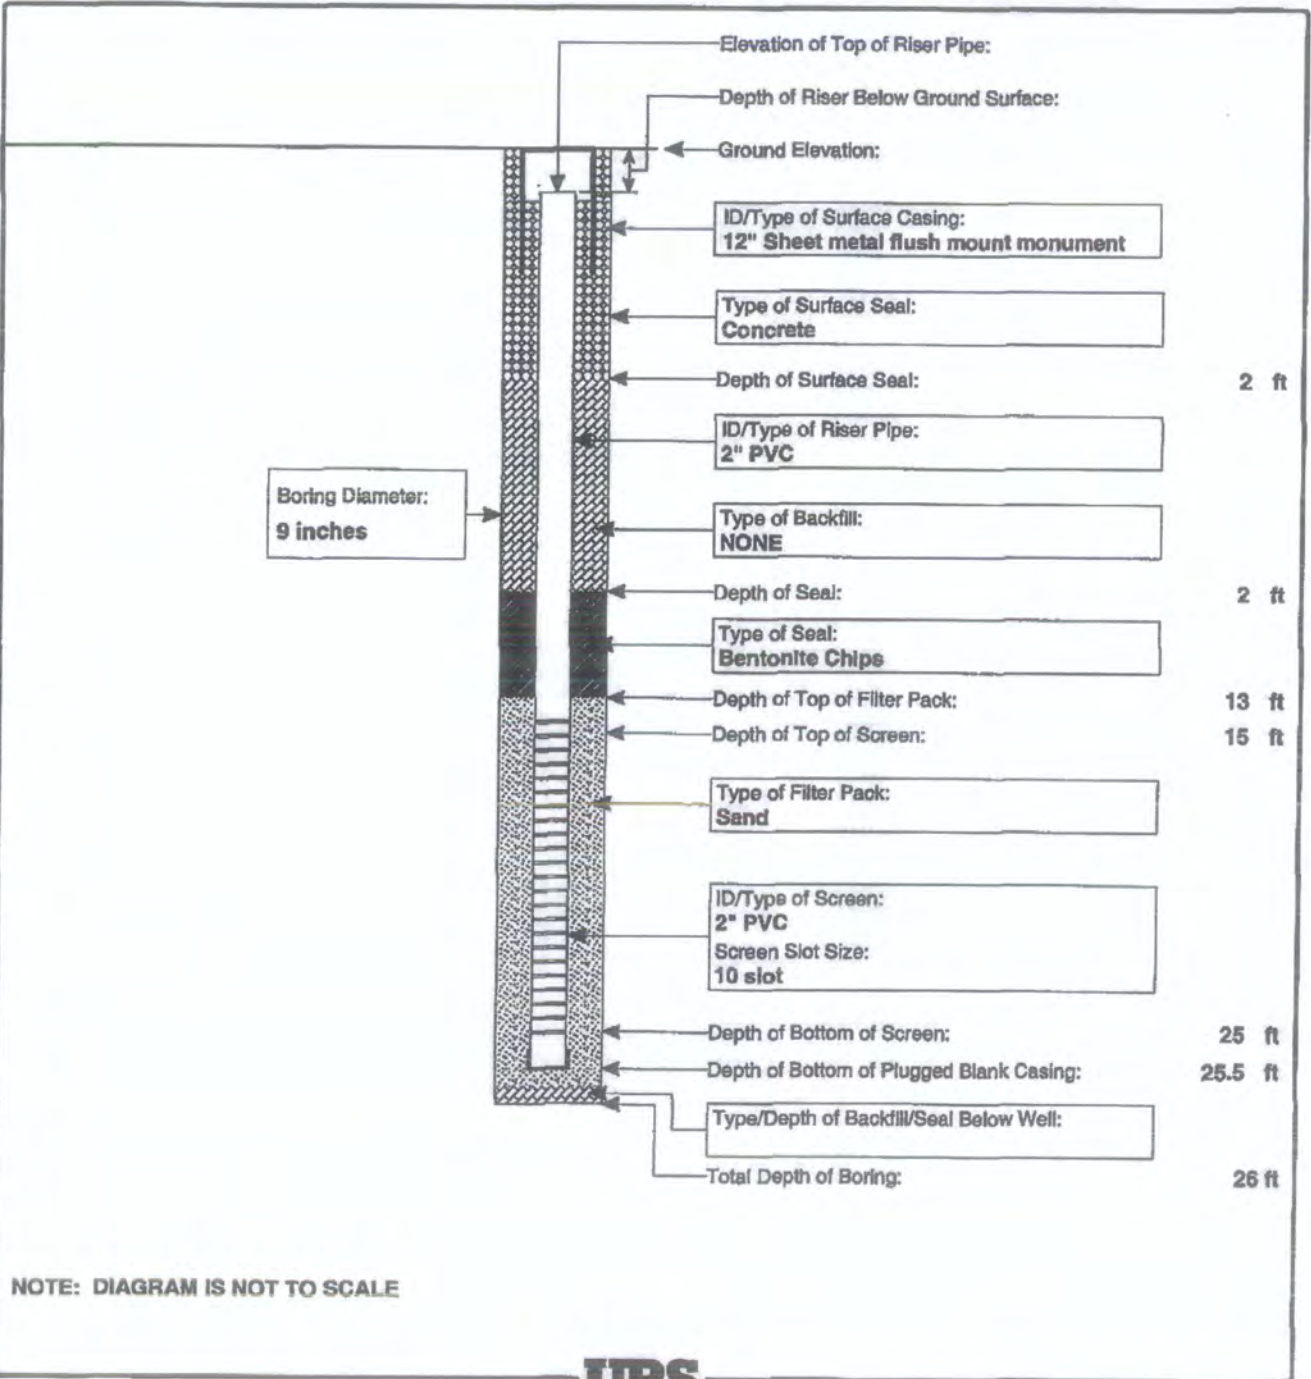 Elevation of Top of Riser Pipe:
Depth of Riser Below Ground Surface:
Ground Elevation:
ID/Type of Surface Casing:
12" Sheet metal flush mount monument
Type of Surface Seal:
Concrete
Depth of Surface Seal: 2 ft
ID/Type of Riser Pipe:
2" PVC
Boring Diameter:
9 inches
Type of Backfill:
NONE
Depth of Seal: 2 ft
Type of Seal:
Bentonite Chips
Depth of Top of Filter Pack: 13 ft
Depth of Top of Screen: 15 ft
Type of Filter Pack:
Sand
ID/Type of Screen:
2" PVC
Screen Slot Size:
10 slot
Depth of Bottom of Screen: 25 ft
Depth of Bottom of Plugged Blank Casing: 25.5 ft
Type/Depth of Backfill/Seal Below Well:
Total Depth of Boring: 26 ft
NOTE: DIAGRAM IS NOT TO SCALE